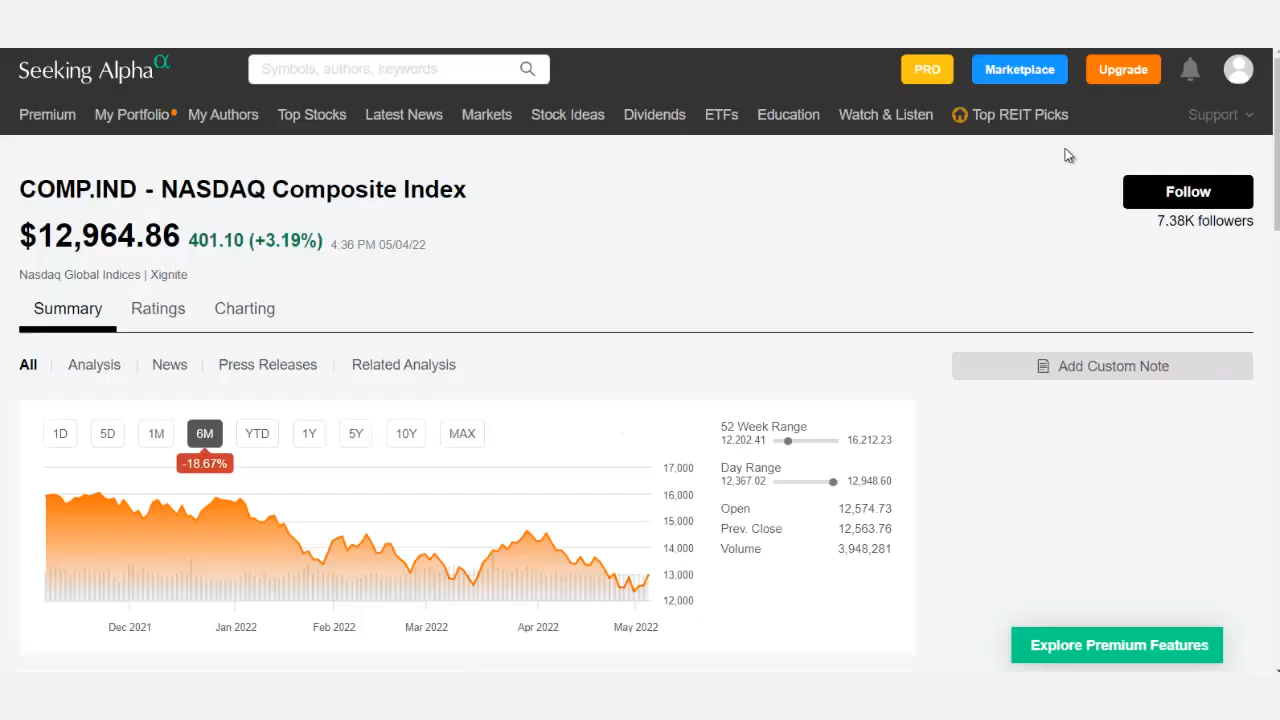 Seeking Alpha α
Symbols, authors, keywords
PRO
Marketplace
Upgrade
Premium My Portfolio My Authors Top Stocks Latest News Markets Stock Ideas Dividends ETFs Education Watch & Listen Top REIT Picks Support
COMP.IND - NASDAQ Composite Index
Follow
$12,964.86 401.10 (+3.19%) 4:36 PM 05/04/22
7.38K followers
Nasdaq Global Indices | Xignite
Summary Ratings Charting
All Analysis News Press Releases Related Analysis
Add Custom Note
1D 5D 1M 6M YTD 1Y 5Y 10Y MAX
-18.67%
17,000
16,000
15,000
14,000
13,000
12,000
Dec 2021 Jan 2022 Feb 2022 Mar 2022 Apr 2022 May 2022
52 Week Range
12,202.41 16,212.23
Day Range
12,367.02 12,948.60
Open 12,574.73
Prev. Close 12,563.76
Volume 3,948,281
Explore Premium Features